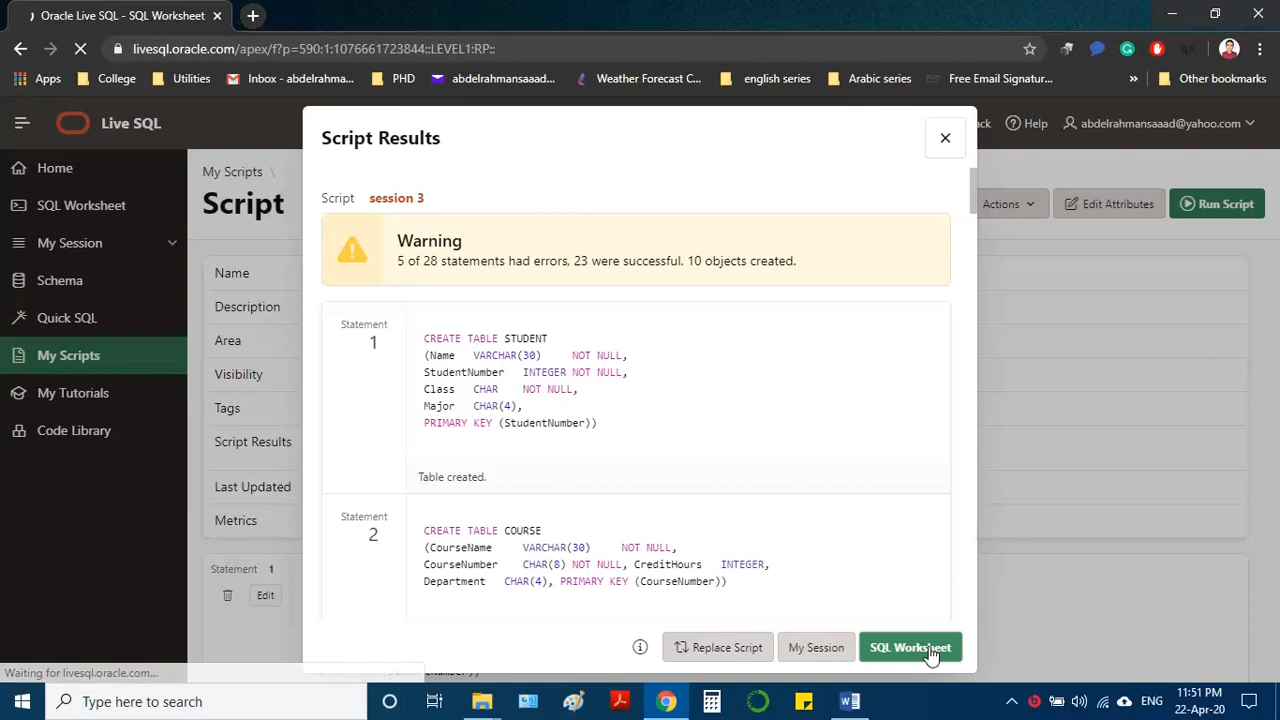 Oracle Live SQL - SQL Worksheet
livesql.oracle.com/apex/f?p=590:1:1076661723844::LEVEL1:RP::
Apps College Utilities Inbox - abdelrahma... PHD abdelrahmansaaad... Weather Forecast C... english series Arabic series Free Email Signatur... » Other bookmarks
Live SQL
Help abdelrahmansaaad@yahoo.com
Home
SQL Worksheet
My Session
Schema
Quick SQL
My Scripts
My Tutorials
Code Library
My Scripts \
Script
Actions Edit Attributes Run Script
Name
Description
Area
Visibility
Tags
Script Results
Last Updated
Metrics
Statement 1
Edit
Script Results
Script session 3
Warning
5 of 28 statements had errors, 23 were successful. 10 objects created.
Statement
1
CREATE TABLE STUDENT
(Name VARCHAR(30) NOT NULL,
StudentNumber INTEGER NOT NULL,
Class CHAR NOT NULL,
Major CHAR(4),
PRIMARY KEY (StudentNumber))
Table created.
Statement
2
CREATE TABLE COURSE
(CourseName VARCHAR(30) NOT NULL,
CourseNumber CHAR(8) NOT NULL, CreditHours INTEGER,
Department CHAR(4), PRIMARY KEY (CourseNumber))
Replace Script My Session SQL Worksheet
Waiting for livesql.oracle.com...
Type here to search
ENG
11:51 PM
22-Apr-20